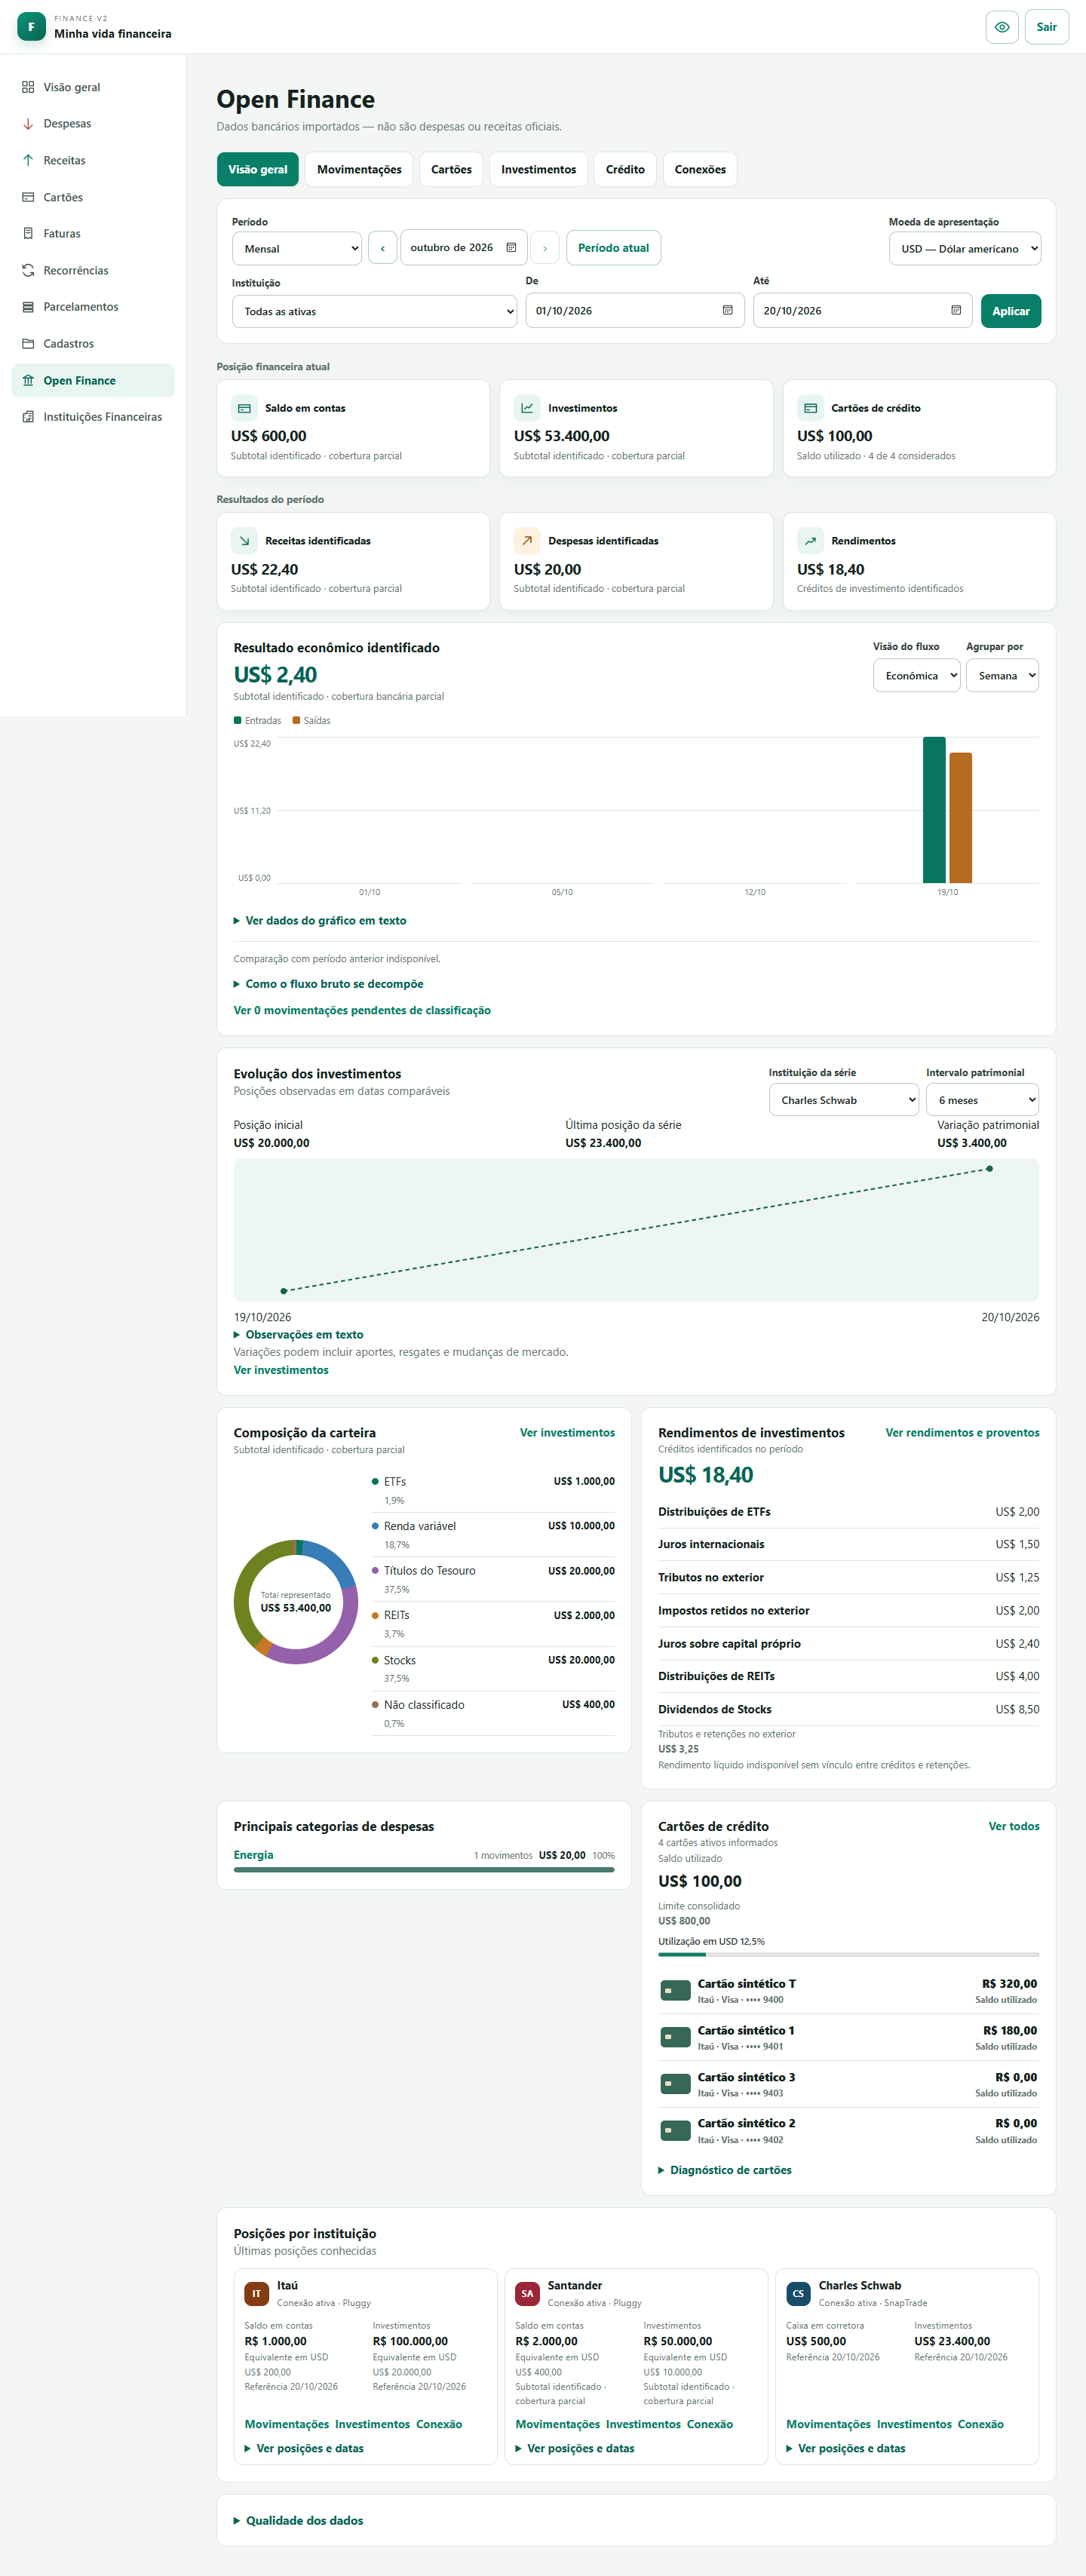 F
FINANCE V2
Minha vida financeira
Sair
Visão geral
Despesas
Receitas
Cartões
Faturas
Recorrências
Parcelamentos
Cadastros
Open Finance
Instituições Financeiras
Open Finance
Dados bancários importados — não são despesas ou receitas oficiais.
Visão geral
Movimentações
Cartões
Investimentos
Crédito
Conexões
Período
Moeda de apresentação
Mensal
outubro de 2026
Período atual
USD — Dólar americano
Instituição
De
Até
Todas as ativas
01/10/2026
20/10/2026
Aplicar
Posição financeira atual
Saldo em contas
US$ 600,00
Subtotal identificado · cobertura parcial
Investimentos
US$ 53.400,00
Subtotal identificado · cobertura parcial
Cartões de crédito
US$ 100,00
Saldo utilizado · 4 de 4 considerados
Resultados do período
Receitas identificadas
US$ 22,40
Subtotal identificado · cobertura parcial
Despesas identificadas
US$ 20,00
Subtotal identificado · cobertura parcial
Rendimentos
US$ 18,40
Créditos de investimento identificados
Resultado econômico identificado
US$ 2,40
Subtotal identificado · cobertura bancária parcial
Visão do fluxo
Agrupar por
Econômica
Semana
Entradas
Saídas
US$ 22,40
US$ 11,20
US$ 0,00
01/10
05/10
12/10
19/10
Ver dados do gráfico em texto
Comparação com período anterior indisponível.
Como o fluxo bruto se decompõe
Ver 0 movimentações pendentes de classificação
Evolução dos investimentos
Posições observadas em datas comparáveis
Instituição da série
Intervalo patrimonial
Charles Schwab
6 meses
Posição inicial
US$ 20.000,00
Última posição da série
US$ 23.400,00
Variação patrimonial
US$ 3.400,00
19/10/2026
20/10/2026
Observações em texto
Variações podem incluir aportes, resgates e mudanças de mercado.
Ver investimentos
Composição da carteira
Ver investimentos
Subtotal identificado · cobertura parcial
Total representado
US$ 53.400,00
ETFs
US$ 1.000,00
1,9%
Renda variável
US$ 10.000,00
18,7%
Títulos do Tesouro
US$ 20.000,00
37,5%
REITs
US$ 2.000,00
3,7%
Stocks
US$ 20.000,00
37,5%
Não classificado
US$ 400,00
0,7%
Rendimentos de investimentos
Ver rendimentos e proventos
Créditos identificados no período
US$ 18,40
Distribuições de ETFs
US$ 2,00
Juros internacionais
US$ 1,50
Tributos no exterior
US$ 1,25
Impostos retidos no exterior
US$ 2,00
Juros sobre capital próprio
US$ 2,40
Distribuições de REITs
US$ 4,00
Dividendos de Stocks
US$ 8,50
Tributos e retenções no exterior
US$ 3,25
Rendimento líquido indisponível sem vínculo entre créditos e retenções.
Principais categorias de despesas
Energia
1 movimentos US$ 20,00 100%
Cartões de crédito
Ver todos
4 cartões ativos informados
Saldo utilizado
US$ 100,00
Limite consolidado
US$ 800,00
Utilização em USD 12,5%
Cartão sintético T
R$ 320,00
Itaú · Visa · •••• 9400
Saldo utilizado
Cartão sintético 1
R$ 180,00
Itaú · Visa · •••• 9401
Saldo utilizado
Cartão sintético 3
R$ 0,00
Itaú · Visa · •••• 9403
Saldo utilizado
Cartão sintético 2
R$ 0,00
Itaú · Visa · •••• 9402
Saldo utilizado
Diagnóstico de cartões
Posições por instituição
Últimas posições conhecidas
IT
Itaú
Conexão ativa · Pluggy
Saldo em contas
R$ 1.000,00
Equivalente em USD
US$ 200,00
Referência 20/10/2026
Investimentos
R$ 100.000,00
Equivalente em USD
US$ 20.000,00
Referência 20/10/2026
Movimentações Investimentos Conexão
Ver posições e datas
SA
Santander
Conexão ativa · Pluggy
Saldo em contas
R$ 2.000,00
Equivalente em USD
US$ 400,00
Subtotal identificado ·
cobertura parcial
Investimentos
R$ 50.000,00
Equivalente em USD
US$ 10.000,00
Subtotal identificado ·
cobertura parcial
Movimentações Investimentos Conexão
Ver posições e datas
CS
Charles Schwab
Conexão ativa · SnapTrade
Caixa em corretora
US$ 500,00
Referência 20/10/2026
Investimentos
US$ 23.400,00
Referência 20/10/2026
Movimentações Investimentos Conexão
Ver posições e datas
Qualidade dos dados